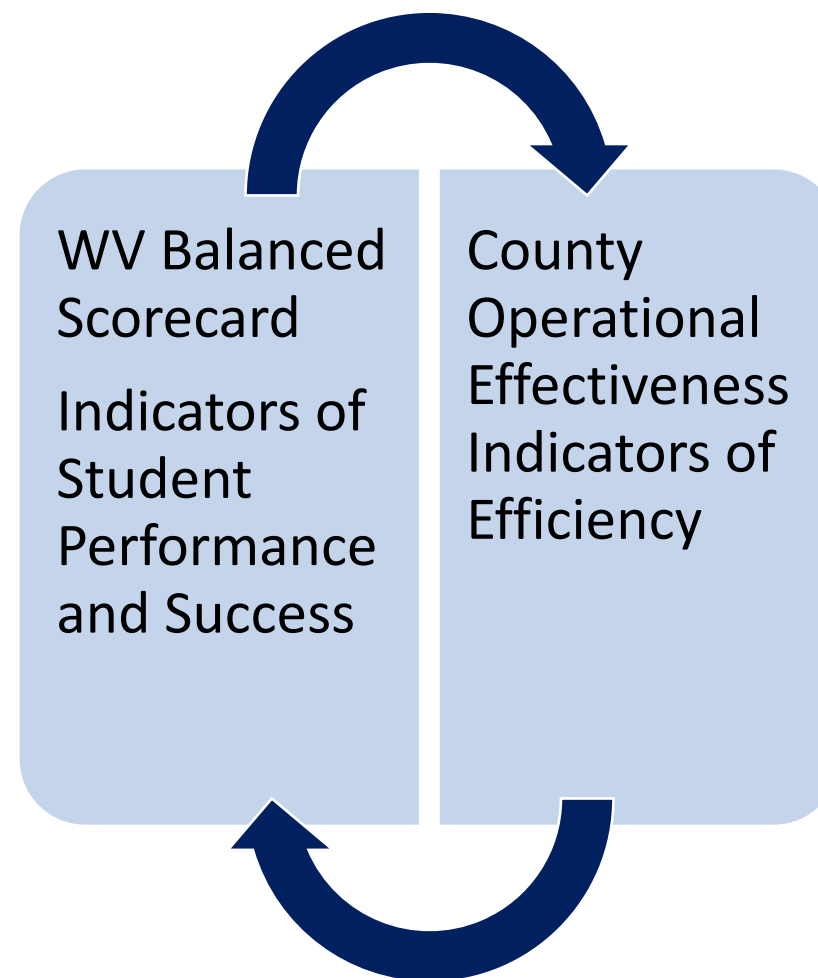 WV Balanced
Scorecard
Indicators of
Student
Performance
and Success
County
Operational
Effectiveness
Indicators of
Efficiency